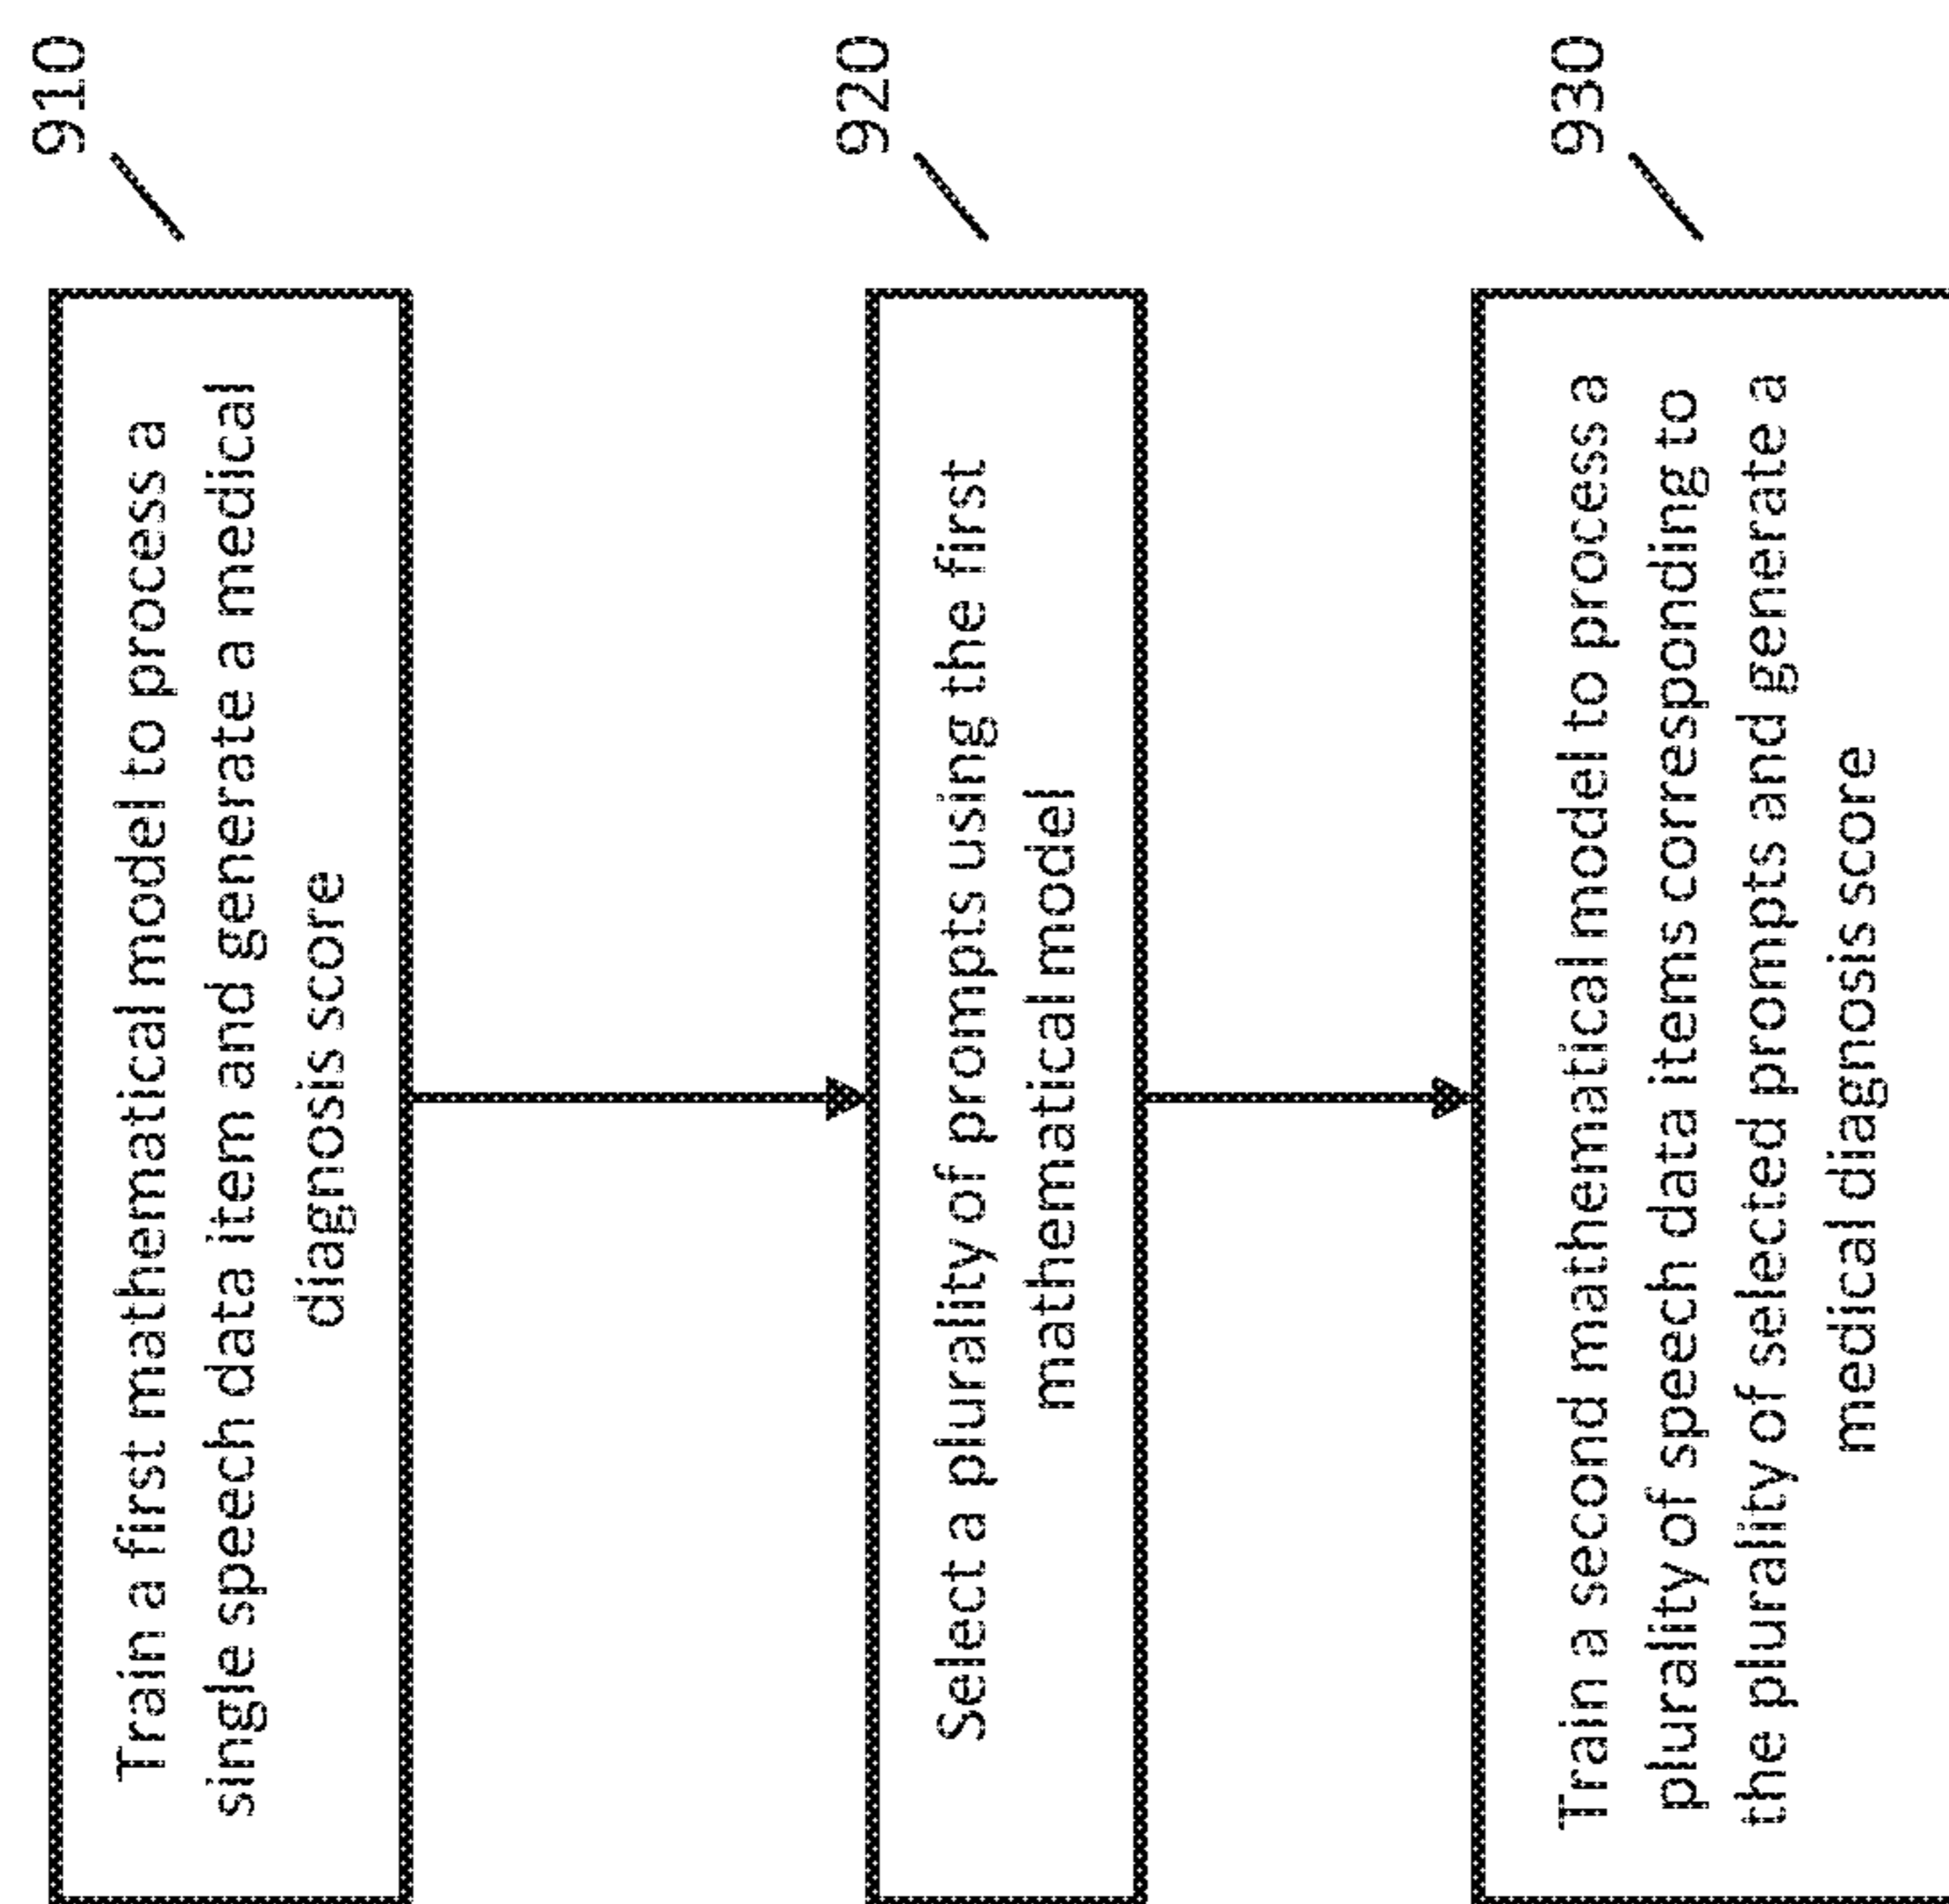 910
Train a first mathematical model to process a
single speech data item and generate a medical
diagnosis score
920
Select a plurality of prompts using the first
mathematical model
930
Train a second mathematical model to process a
plurality of speech data items corresponding to
the plurality of selected prompts and generate a
medical diagnosis score